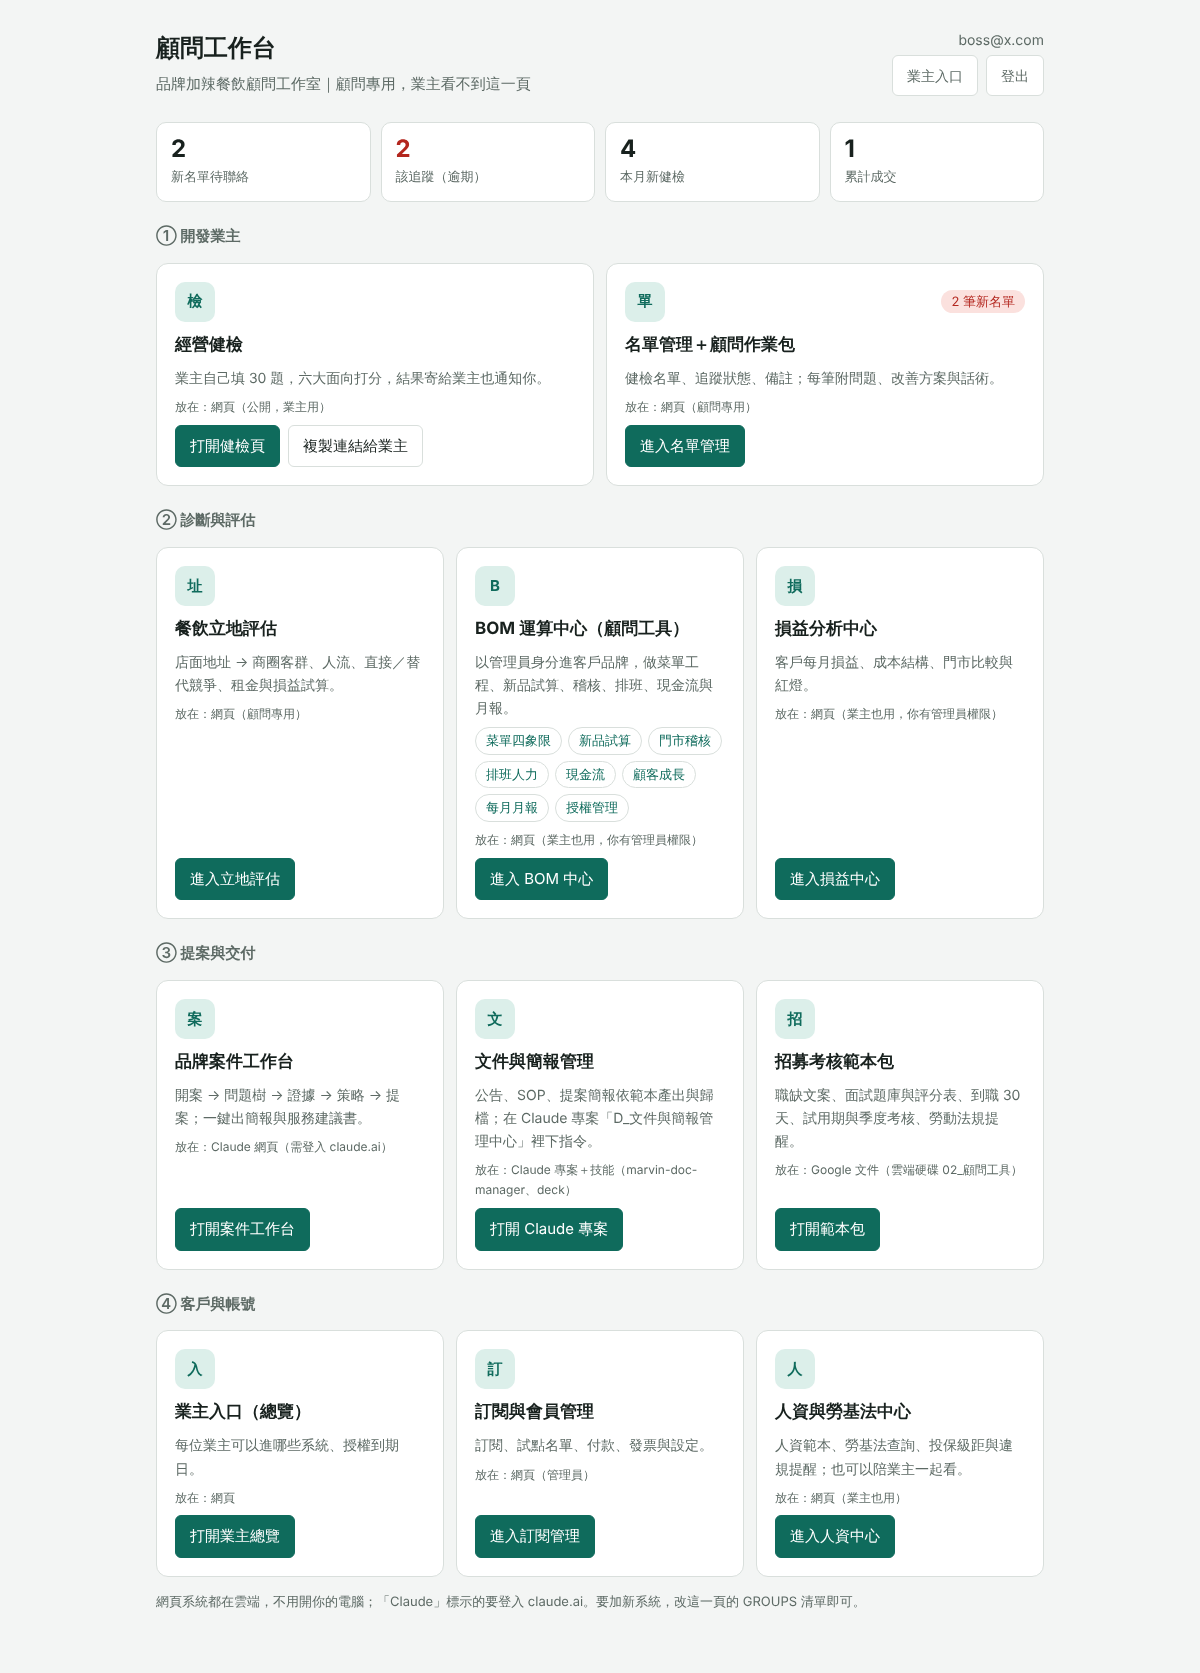 顧問工作台
boss@x.com
品牌加辣餐飲顧問工作室｜顧問專用，業主看不到這一頁
業主入口
登出
2
新名單待聯絡
2
該追蹤（逾期）
4
本月新健檢
1
累計成交
① 開發業主
檢
經營健檢
業主自己填 30 題，六大面向打分，結果寄給業主也通知你。
放在：網頁（公開，業主用）
打開健檢頁
複製連結給業主
單
2 筆新名單
名單管理＋顧問作業包
健檢名單、追蹤狀態、備註；每筆附問題、改善方案與話術。
放在：網頁（顧問專用）
進入名單管理
② 診斷與評估
址
餐飲立地評估
店面地址 → 商圈客群、人流、直接／替
代競爭、租金與損益試算。
放在：網頁（顧問專用）
進入立地評估
B
BOM 運算中心（顧問工具）
以管理員身分進客戶品牌，做菜單工
程、新品試算、稽核、排班、現金流與
月報。
菜單四象限
新品試算
門市稽核
排班人力
現金流
顧客成長
每月月報
授權管理
放在：網頁（業主也用，你有管理員權限）
進入 BOM 中心
損
損益分析中心
客戶每月損益、成本結構、門市比較與
紅燈。
放在：網頁（業主也用，你有管理員權限）
進入損益中心
③ 提案與交付
案
品牌案件工作台
開案 → 問題樹 → 證據 → 策略 → 提
案；一鍵出簡報與服務建議書。
放在：Claude 網頁（需登入 claude.ai）
打開案件工作台
文
文件與簡報管理
公告、SOP、提案簡報依範本產出與歸
檔；在 Claude 專案「D_文件與簡報管
理中心」裡下指令。
放在：Claude 專案＋技能（marvin-doc-
manager、deck）
打開 Claude 專案
招
招募考核範本包
職缺文案、面試題庫與評分表、到職 30
天、試用期與季度考核、勞動法規提
醒。
放在：Google 文件（雲端硬碟 02_顧問工具）
打開範本包
④ 客戶與帳號
入
業主入口（總覽）
每位業主可以進哪些系統、授權到期
日。
放在：網頁
打開業主總覽
訂
訂閱與會員管理
訂閱、試點名單、付款、發票與設定。
放在：網頁（管理員）
進入訂閱管理
人
人資與勞基法中心
人資範本、勞基法查詢、投保級距與違
規提醒；也可以陪業主一起看。
放在：網頁（業主也用）
進入人資中心
網頁系統都在雲端，不用開你的電腦；「Claude」標示的要登入 claude.ai。要加新系統，改這一頁的 GROUPS 清單即可。